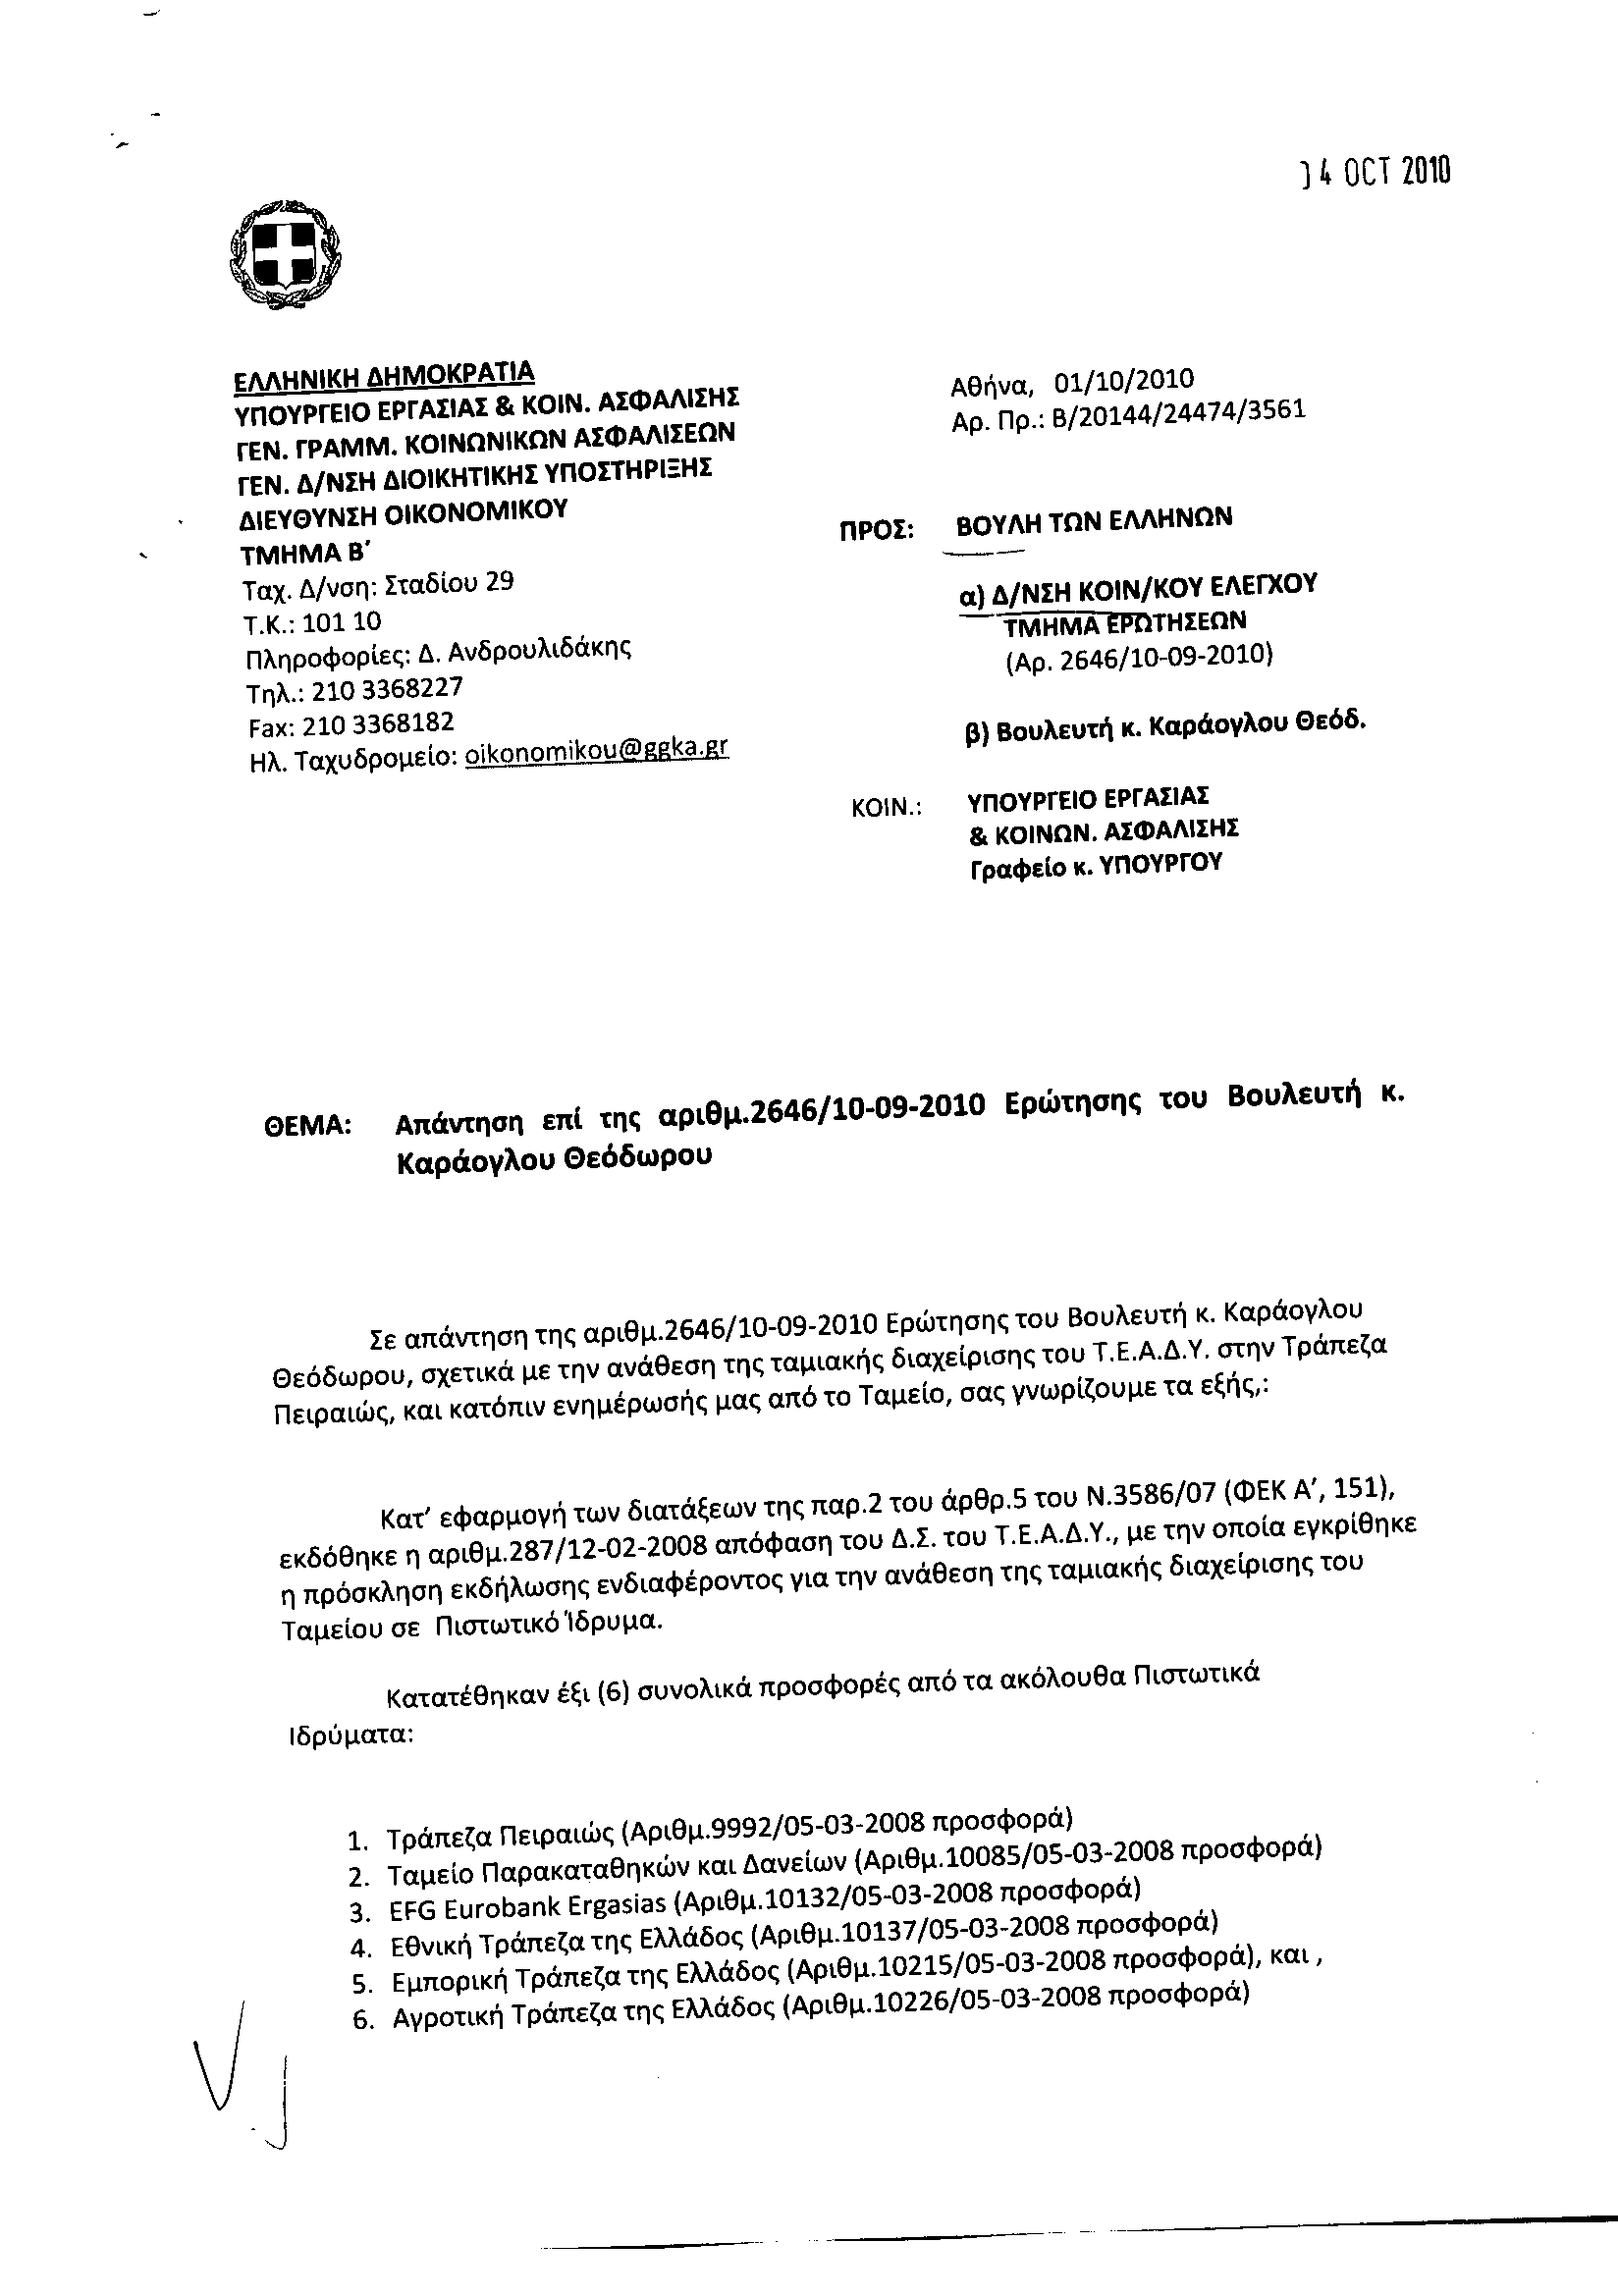 14 OCT 2010
ΕΛΛΗΝΙΚΗ ΔΗΜΟΚΡΑΤΙΑ
ΥΠΟΥΡΓΕΙΟ ΕΡΓΑΣΙΑΣ & ΚΟΙΝ. ΑΣΦΑΛΙΣΗΣ
ΓΕΝ. ΓΡΑΜΜ. ΚΟΙΝΩΝΙΚΩΝ ΑΣΦΑΛΙΣΕΩΝ
ΓΕΝ. Δ/ΝΣΗ ΔΙΟΙΚΗΤΙΚΗΣ ΥΠΟΣΤΗΡΙΞΗΣ
ΔΙΕΥΘΥΝΣΗ ΟΙΚΟΝΟΜΙΚΟΥ
ΤΜΗΜΑ Β΄
Ταχ. Δ/νση: Σταδίου 29
Τ.Κ.: 101 10
Πληροφορίες: Δ. Ανδρουλιδάκης
Τηλ.: 210 3368227
Fax: 210 3368182
Ηλ. Ταχυδρομείο: oikonomikou@ggka.gr
Αθήνα, 01/10/2010
Αρ. Πρ.: Β/20144/24474/3561
ΠΡΟΣ: ΒΟΥΛΗ ΤΩΝ ΕΛΛΗΝΩΝ
α) Δ/ΝΣΗ ΚΟΙΝ/ΚΟΥ ΕΛΕΓΧΟΥ
ΤΜΗΜΑ ΕΡΩΤΗΣΕΩΝ
(Αρ. 2646/10-09-2010)
β) Βουλευτή κ. Καράογλου Θεόδ.
ΚΟΙΝ.: ΥΠΟΥΡΓΕΙΟ ΕΡΓΑΣΙΑΣ
& ΚΟΙΝΩΝ. ΑΣΦΑΛΙΣΗΣ
Γραφείο κ. ΥΠΟΥΡΓΟΥ
ΘΕΜΑ: Απάντηση επί της αριθμ.2646/10-09-2010 Ερώτησης του Βουλευτή κ.
Καράογλου Θεόδωρου
Σε απάντηση της αριθμ.2646/10-09-2010 Ερώτησης του Βουλευτή κ. Καράογλου
Θεόδωρου, σχετικά με την ανάθεση της ταμιακής διαχείρισης του Τ.Ε.Α.Δ.Υ. στην Τράπεζα
Πειραιώς, και κατόπιν ενημέρωσής μας από το Ταμείο, σας γνωρίζουμε τα εξής,:
Κατ΄ εφαρμογή των διατάξεων της παρ.2 του άρθρ.5 του Ν.3586/07 (ΦΕΚ Α΄, 151),
εκδόθηκε η αριθμ.287/12-02-2008 απόφαση του Δ.Σ. του Τ.Ε.Α.Δ.Υ., με την οποία εγκρίθηκε
η πρόσκληση εκδήλωσης ενδιαφέροντος για την ανάθεση της ταμιακής διαχείρισης του
Ταμείου σε Πιστωτικό Ίδρυμα.
Κατατέθηκαν έξι (6) συνολικά προσφορές από τα ακόλουθα Πιστωτικά
Ιδρύματα:
1. Τράπεζα Πειραιώς (Αριθμ.9992/05-03-2008 προσφορά)
2. Ταμείο Παρακαταθηκών και Δανείων (Αριθμ.10085/05-03-2008 προσφορά)
3. EFG Eurobank Ergasias (Αριθμ.10132/05-03-2008 προσφορά)
4. Εθνική Τράπεζα της Ελλάδος (Αριθμ.10137/05-03-2008 προσφορά)
5. Εμπορική Τράπεζα της Ελλάδος (Αριθμ.10215/05-03-2008 προσφορά), και ,
6. Αγροτική Τράπεζα της Ελλάδος (Αριθμ.10226/05-03-2008 προσφορά)